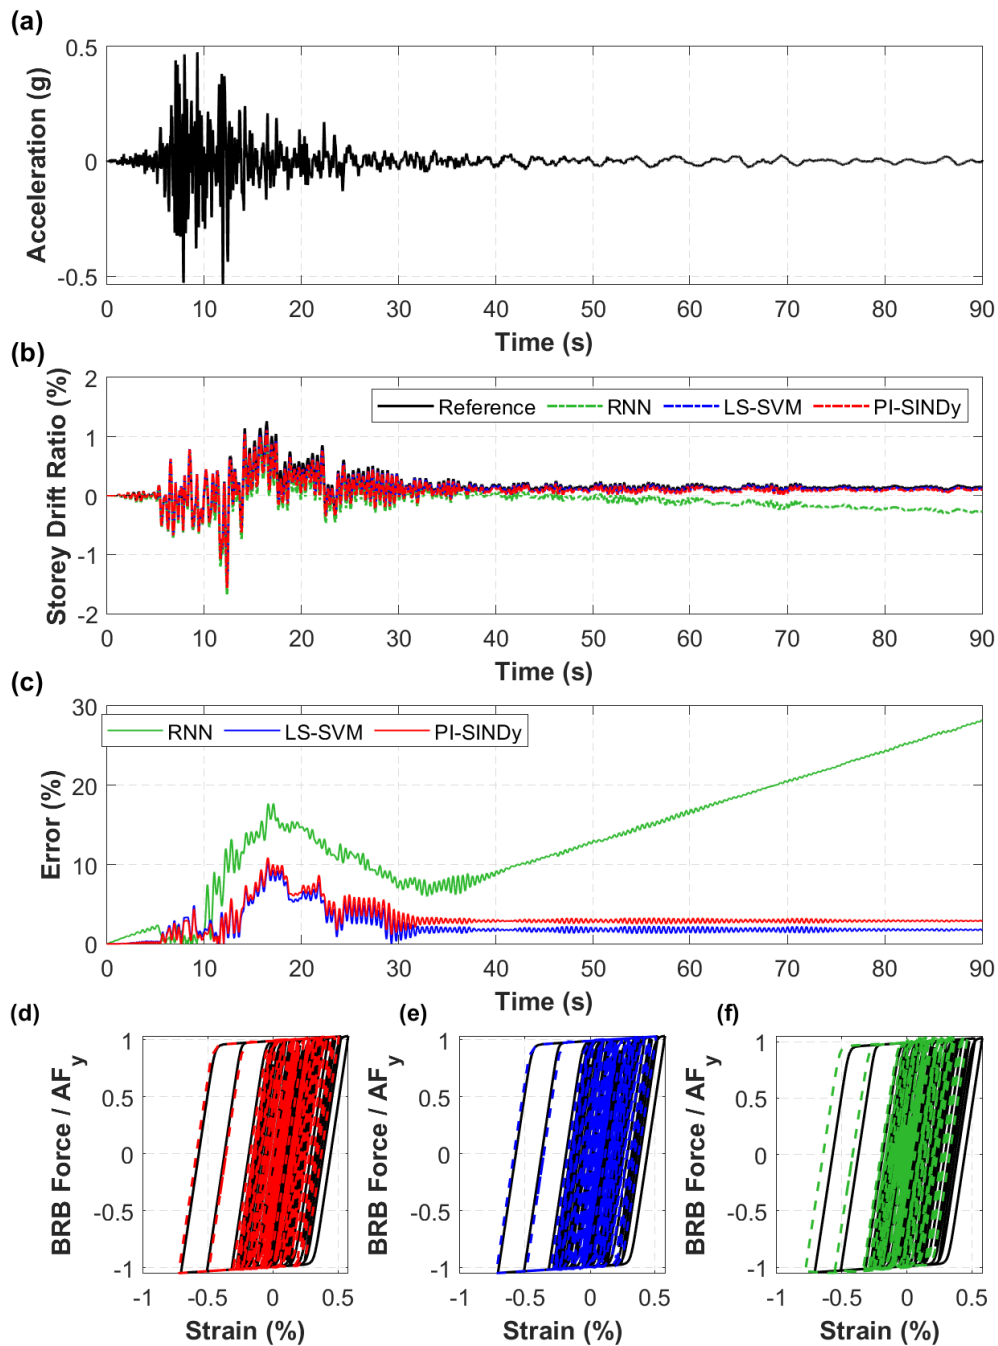 (a)
Acceleration (g)
0.5
0
-0.5
0 10 20 30 40 50 60 70 80 90
Time (s)
(b)
Storey Drift Ratio (%)
2
1
0
-1
-2
Reference RNN LS-SVM PI-SINDy
0 10 20 30 40 50 60 70 80 90
Time (s)
(c)
Error (%)
30
20
10
0
RNN LS-SVM PI-SINDy
0 10 20 30 40 50 60 70 80 90
Time (s)
(d)
BRB Force / AFy
1
0.5
0
-0.5
-1
-1 -0.5 0 0.5
Strain (%)
(e)
BRB Force / AFy
1
0.5
0
-0.5
-1
-1 -0.5 0 0.5
Strain (%)
(f)
BRB Force / AFy
1
0.5
0
-0.5
-1
-1 -0.5 0 0.5
Strain (%)